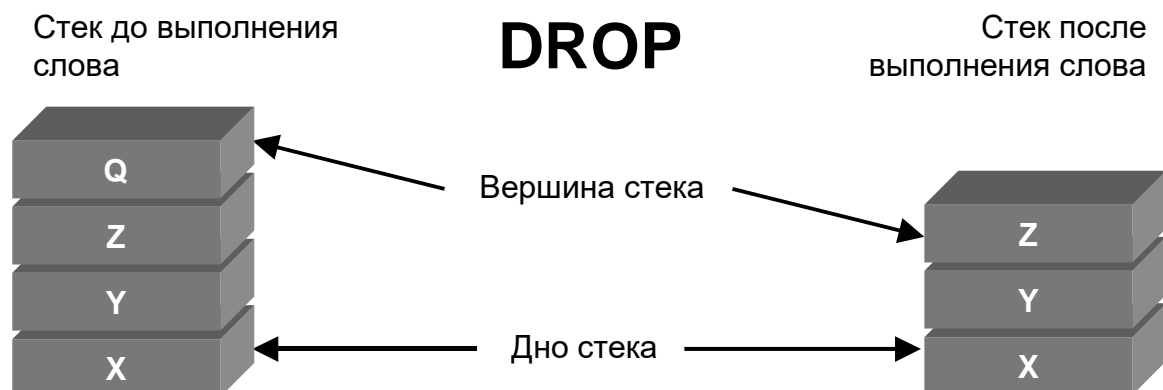 Стек до выполнения
слова
DROP
Стек после
выполнения слова
Q
Z
Y
X
Вершина стека
Дно стека
Z
Y
X